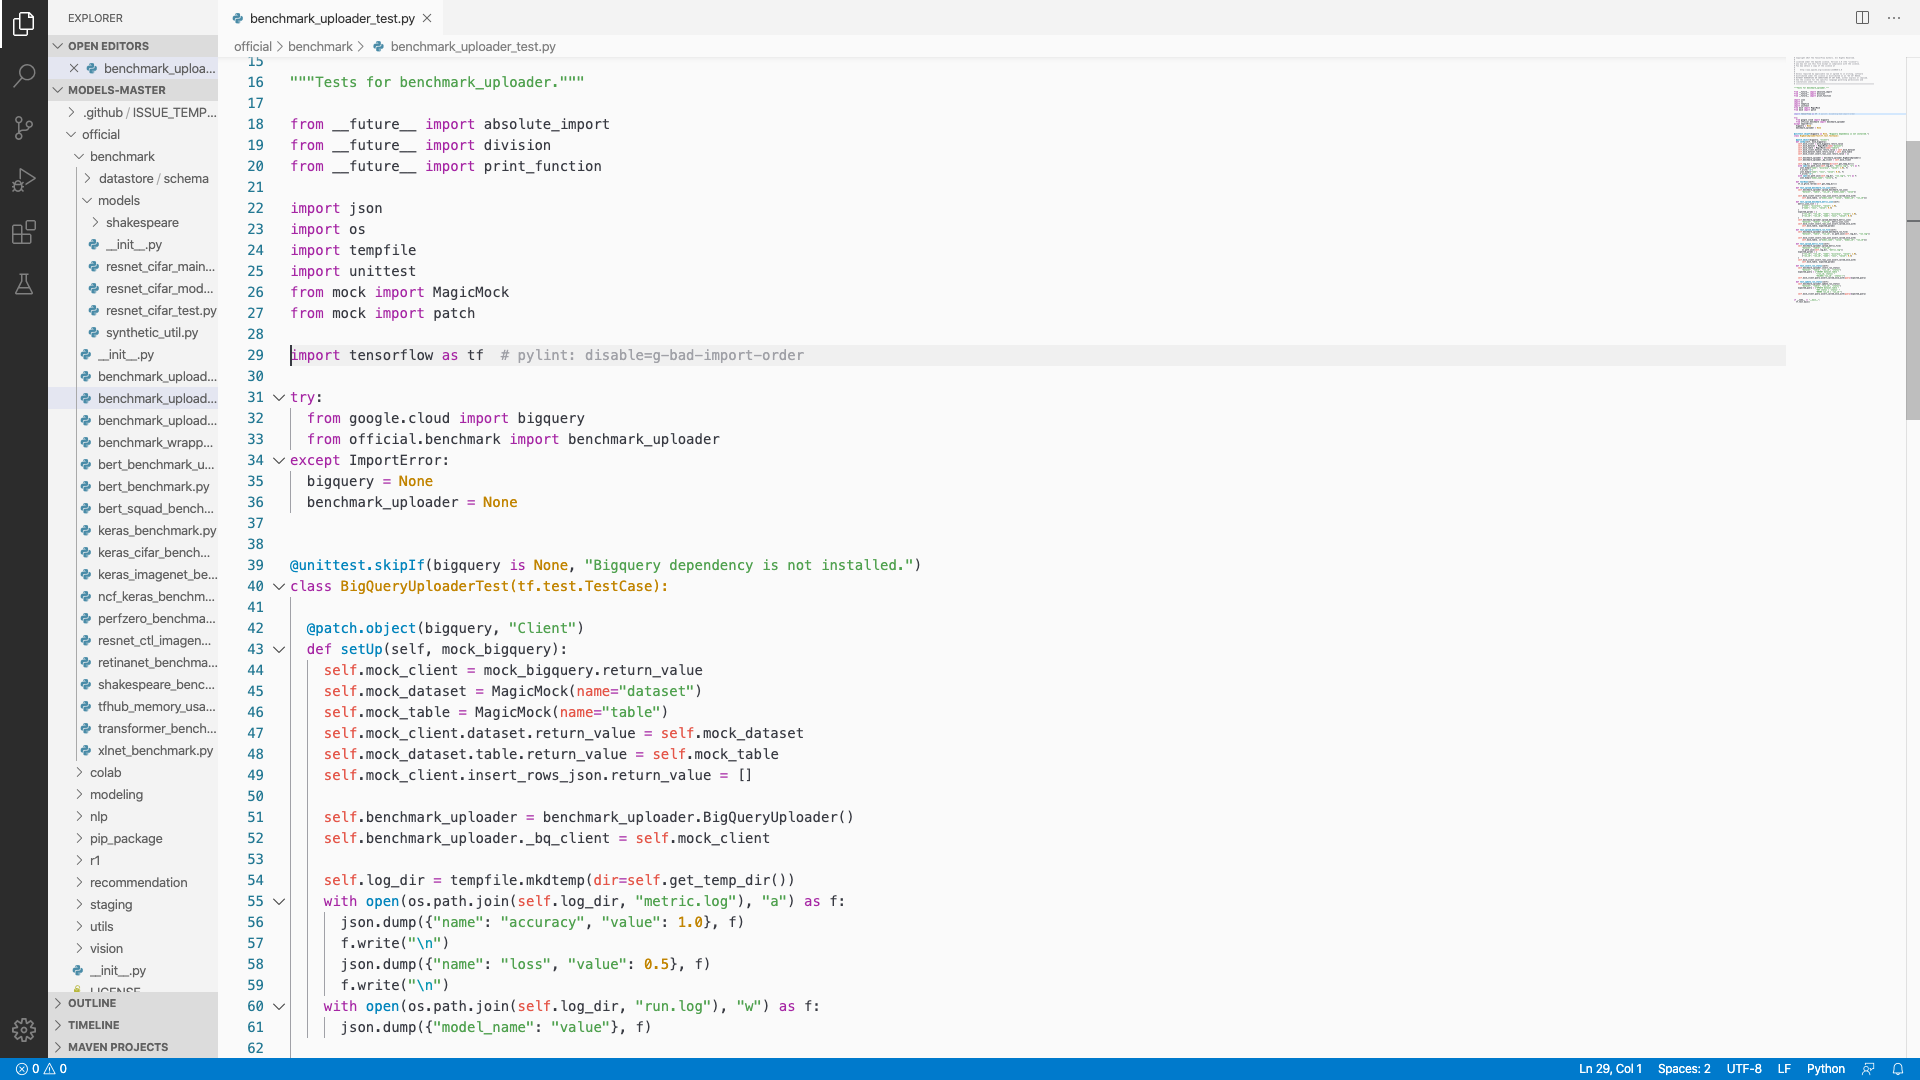 EXPLORER
OPEN EDITORS
benchmark_uploa...
MODELS-MASTER
.github / ISSUE_TEMP...
official
benchmark
datastore / schema
models
shakespeare
__init__.py
resnet_cifar_main...
resnet_cifar_mod...
resnet_cifar_test.py
synthetic_util.py
__init__.py
benchmark_upload...
benchmark_upload...
benchmark_upload...
benchmark_wrapp...
bert_benchmark_u...
bert_benchmark.py
bert_squad_bench...
keras_benchmark.py
keras_cifar_bench...
keras_imagenet_be...
ncf_keras_benchm...
perfzero_benchma...
resnet_ctl_imagen...
retinanet_benchma...
shakespeare_benc...
tfhub_memory_usa...
transformer_bench...
xlnet_benchmark.py
colab
modeling
nlp
pip_package
r1
recommendation
staging
utils
vision
__init__.py
LICENSE
OUTLINE
TIMELINE
MAVEN PROJECTS
benchmark_uploader_test.py
official > benchmark > benchmark_uploader_test.py
15
16 """Tests for benchmark_uploader."""
17
18 from __future__ import absolute_import
19 from __future__ import division
20 from __future__ import print_function
21
22 import json
23 import os
24 import tempfile
25 import unittest
26 from mock import MagicMock
27 from mock import patch
28
29 import tensorflow as tf  # pylint: disable=g-bad-import-order
30
31 try:
32   from google.cloud import bigquery
33   from official.benchmark import benchmark_uploader
34 except ImportError:
35   bigquery = None
36   benchmark_uploader = None
37
38
39 @unittest.skipIf(bigquery is None, "Bigquery dependency is not installed.")
40 class BigQueryUploaderTest(tf.test.TestCase):
41
42   @patch.object(bigquery, "Client")
43   def setUp(self, mock_bigquery):
44     self.mock_client = mock_bigquery.return_value
45     self.mock_dataset = MagicMock(name="dataset")
46     self.mock_table = MagicMock(name="table")
47     self.mock_client.dataset.return_value = self.mock_dataset
48     self.mock_dataset.table.return_value = self.mock_table
49     self.mock_client.insert_rows_json.return_value = []
50
51     self.benchmark_uploader = benchmark_uploader.BigQueryUploader()
52     self.benchmark_uploader._bq_client = self.mock_client
53
54     self.log_dir = tempfile.mkdtemp(dir=self.get_temp_dir())
55     with open(os.path.join(self.log_dir, "metric.log"), "a") as f:
56       json.dump({"name": "accuracy", "value": 1.0}, f)
57       f.write("\n")
58       json.dump({"name": "loss", "value": 0.5}, f)
59       f.write("\n")
60     with open(os.path.join(self.log_dir, "run.log"), "w") as f:
61       json.dump({"model_name": "value"}, f)
62
0 0
Ln 29, Col 1 Spaces: 2 UTF-8 LF Python